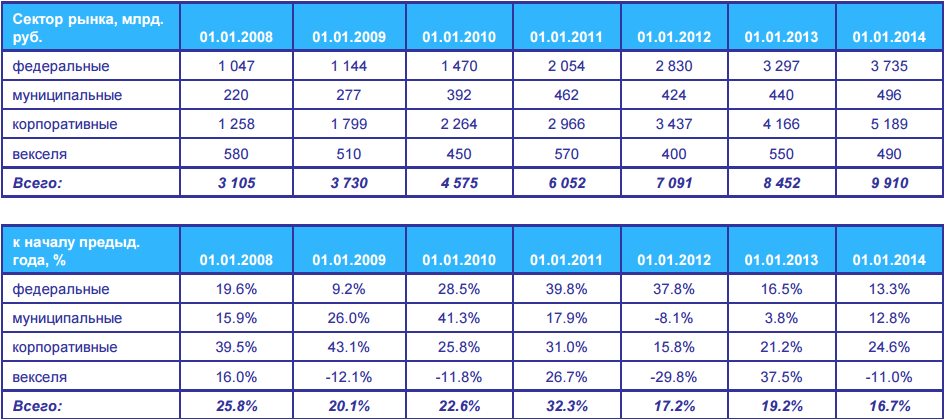 Сектор рынка, млрд. руб. 01.01.2008 01.01.2009 01.01.2010 01.01.2011 01.01.2012 01.01.2013 01.01.2014
федеральные 1 047 1 144 1 470 2 054 2 830 3 297 3 735
муниципальные 220 277 392 462 424 440 496
корпоративные 1 258 1 799 2 264 2 966 3 437 4 166 5 189
векселя 580 510 450 570 400 550 490
Всего: 3 105 3 730 4 575 6 052 7 091 8 452 9 910
к началу предыд. года, % 01.01.2008 01.01.2009 01.01.2010 01.01.2011 01.01.2012 01.01.2013 01.01.2014
федеральные 19.6% 9.2% 28.5% 39.8% 37.8% 16.5% 13.3%
муниципальные 15.9% 26.0% 41.3% 17.9% -8.1% 3.8% 12.8%
корпоративные 39.5% 43.1% 25.8% 31.0% 15.8% 21.2% 24.6%
векселя 16.0% -12.1% -11.8% 26.7% -29.8% 37.5% -11.0%
Всего: 25.8% 20.1% 22.6% 32.3% 17.2% 19.2% 16.7%